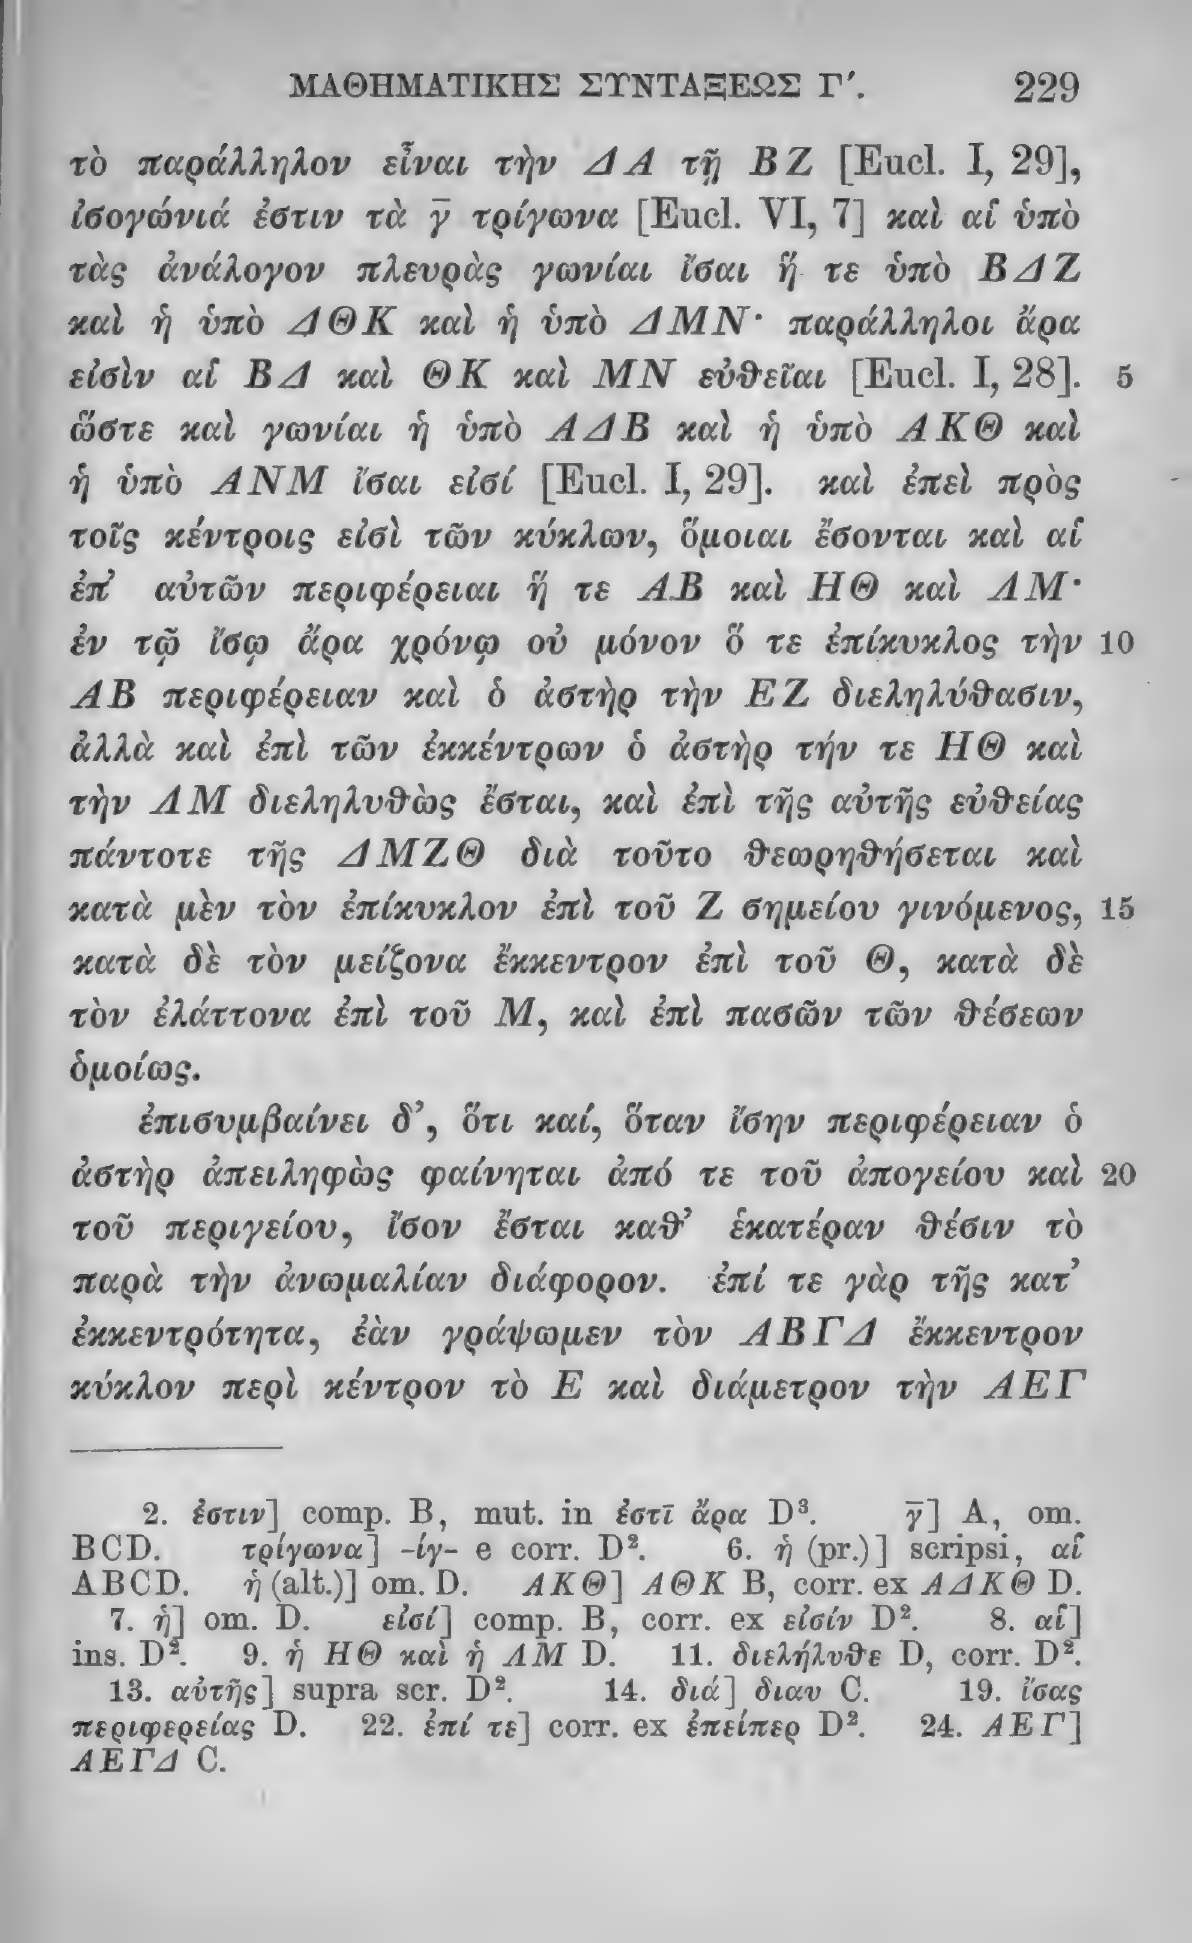 ΜΑΘΗΜΑΤΙΚΗΣ ΣΥΝΤΑΞΕΩΣ Γ′. 229
τὸ παράλληλον εἶναι τὴν ΔΑ τῇ ΒΖ [Eucl. I, 29],
ἰσογώνιά ἐστιν τὰ γ̄ τρίγωνα [Eucl. VI, 7] καὶ αἱ ὑπὸ
τὰς ἀνάλογον πλευρὰς γωνίαι ἴσαι ἥ τε ὑπὸ ΒΔΖ
καὶ ἡ ὑπὸ ΔΘΚ καὶ ἡ ὑπὸ ΔΜΝ· παράλληλοι ἄρα
εἰσὶν αἱ ΒΔ καὶ ΘΚ καὶ ΜΝ εὐθεῖαι [Eucl. I, 28]. 5
ὥστε καὶ γωνίαι ἡ ὑπὸ ΑΔΒ καὶ ἡ ὑπὸ ΑΚΘ καὶ
ἡ ὑπὸ ΑΝΜ ἴσαι εἰσί [Eucl. I, 29]. καὶ ἐπεὶ πρὸς
τοῖς κέντροις εἰσὶ τῶν κύκλων, ὅμοιαι ἔσονται καὶ αἱ
ἐπ’ αὐτῶν περιφέρειαι ἥ τε ΑΒ καὶ ΗΘ καὶ ΛΜ·
ἐν τῷ ἴσῳ ἄρα χρόνῳ οὐ μόνον ὅ τε ἐπίκυκλος τὴν 10
ΑΒ περιφέρειαν καὶ ὁ ἀστὴρ τὴν ΕΖ διεληλύθασιν,
ἀλλὰ καὶ ἐπὶ τῶν ἐκκέντρων ὁ ἀστὴρ τήν τε ΗΘ καὶ
τὴν ΛΜ διεληλυθὼς ἔσται, καὶ ἐπὶ τῆς αὐτῆς εὐθείας
πάντοτε τῆς ΔΜΖΘ διὰ τοῦτο θεωρηθήσεται καὶ
κατὰ μὲν τὸν ἐπίκυκλον ἐπὶ τοῦ Ζ σημείου γινόμενος, 15
κατὰ δὲ τὸν μείζονα ἔκκεντρον ἐπὶ τοῦ Θ, κατὰ δὲ
τὸν ἐλάττονα ἐπὶ τοῦ Μ, καὶ ἐπὶ πασῶν τῶν θέσεων
ὁμοίως.
ἐπισυμβαίνει δ’, ὅτι καί, ὅταν ἴσην περιφέρειαν ὁ
ἀστὴρ ἀπειληφὼς φαίνηται ἀπό τε τοῦ ἀπογείου καὶ 20
τοῦ περιγείου, ἴσον ἔσται καθ’ ἑκατέραν θέσιν τὸ
παρὰ τὴν ἀνωμαλίαν διάφορον. ἐπί τε γὰρ τῆς κατ’
ἐκκεντρότητα, ἐὰν γράψωμεν τὸν ΑΒΓΔ ἔκκεντρον
κύκλον περὶ κέντρον τὸ Ε καὶ διάμετρον τὴν ΑΕΓ
2. ἐστιν] comp. B, mut. in ἐστῑ ἄρα D³. γ̄] A, om.
BCD. τρίγωνα] -ίγ- e corr. D². 6. ἡ (pr.)] scripsi, αἱ
ABCD. ἡ (alt.)] om. D. ΑΚΘ] ΑΘΚ B, corr. ex ΑΔΚΘ D.
7. ἡ] om. D. εἰσί] comp. B, corr. ex εἰσίν D². 8. αἱ]
ins. D². 9. ἡ ΗΘ καὶ ἡ ΛΜ D. 11. διελήλυθε D, corr. D².
13. αὐτῆς] supra scr. D². 14. διά] διαν C. 19. ἴσας
περιφερείας D. 22. ἐπί τε] corr. ex ἐπείπερ D². 24. ΑΕΓ]
ΑΕΓΔ C.